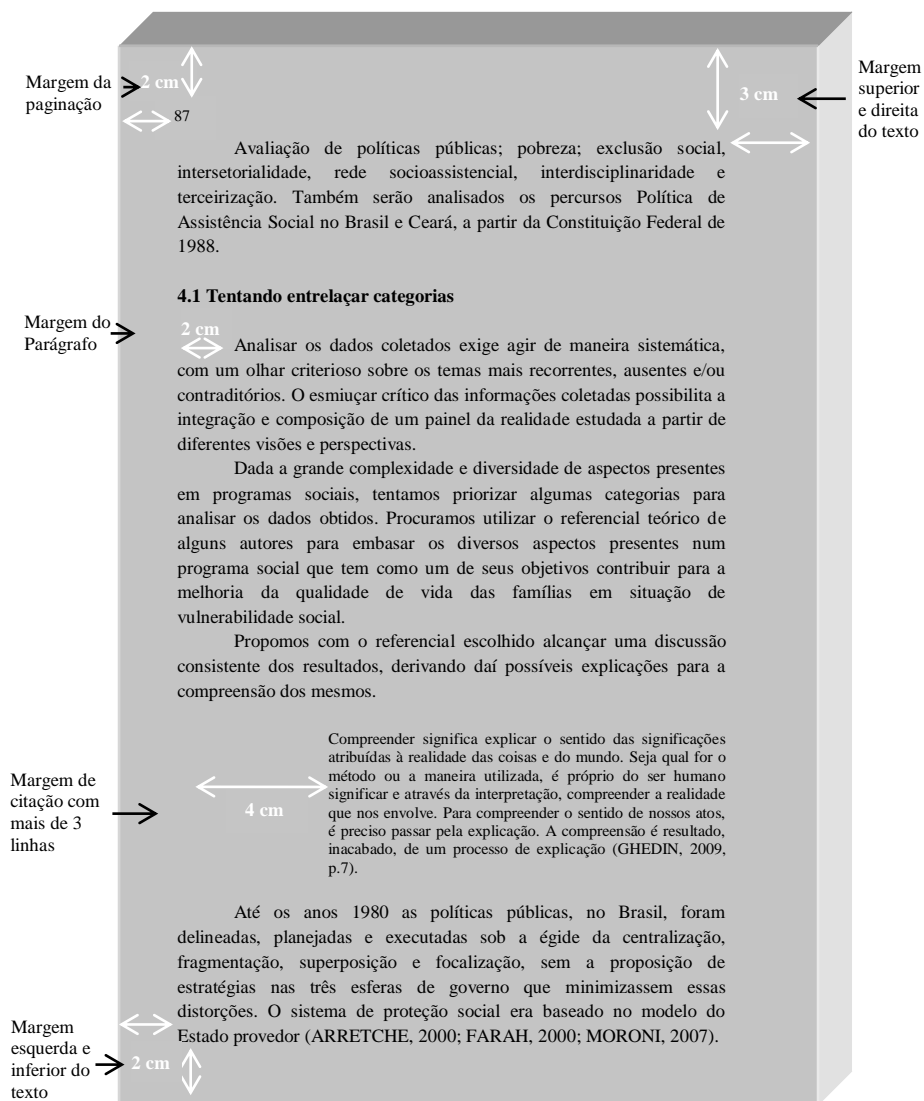 Margem da
paginação
2 cm
87
3 cm
Margem
superior
e direita
do texto
Avaliação de políticas públicas; pobreza; exclusão social,
intersetorialidade, rede socioassistencial, interdisciplinaridade e
terceirização. Também serão analisados os percursos Política de
Assistência Social no Brasil e Ceará, a partir da Constituição Federal de
1988.
4.1 Tentando entrelaçar categorias
Margem do
Parágrafo
2 cm
Analisar os dados coletados exige agir de maneira sistemática,
com um olhar criterioso sobre os temas mais recorrentes, ausentes e/ou
contraditórios. O esmiuçar crítico das informações coletadas possibilita a
integração e composição de um painel da realidade estudada a partir de
diferentes visões e perspectivas.
Dada a grande complexidade e diversidade de aspectos presentes
em programas sociais, tentamos priorizar algumas categorias para
analisar os dados obtidos. Procuramos utilizar o referencial teórico de
alguns autores para embasar os diversos aspectos presentes num
programa social que tem como um de seus objetivos contribuir para a
melhoria da qualidade de vida das famílias em situação de
vulnerabilidade social.
Propomos com o referencial escolhido alcançar uma discussão
consistente dos resultados, derivando daí possíveis explicações para a
compreensão dos mesmos.
Margem de
citação com
mais de 3
linhas
4 cm
Compreender significa explicar o sentido das significações
atribuídas à realidade das coisas e do mundo. Seja qual for o
método ou a maneira utilizada, é próprio do ser humano
significar e através da interpretação, compreender a realidade
que nos envolve. Para compreender o sentido de nossos atos,
é preciso passar pela explicação. A compreensão é resultado,
inacabado, de um processo de explicação (GHEDIN, 2009,
p.7).
Até os anos 1980 as políticas públicas, no Brasil, foram
delineadas, planejadas e executadas sob a égide da centralização,
fragmentação, superposição e focalização, sem a proposição de
estratégias nas três esferas de governo que minimizassem essas
distorções. O sistema de proteção social era baseado no modelo do
Estado provedor (ARRETCHE, 2000; FARAH, 2000; MORONI, 2007).
Margem
esquerda e
inferior do
texto
2 cm